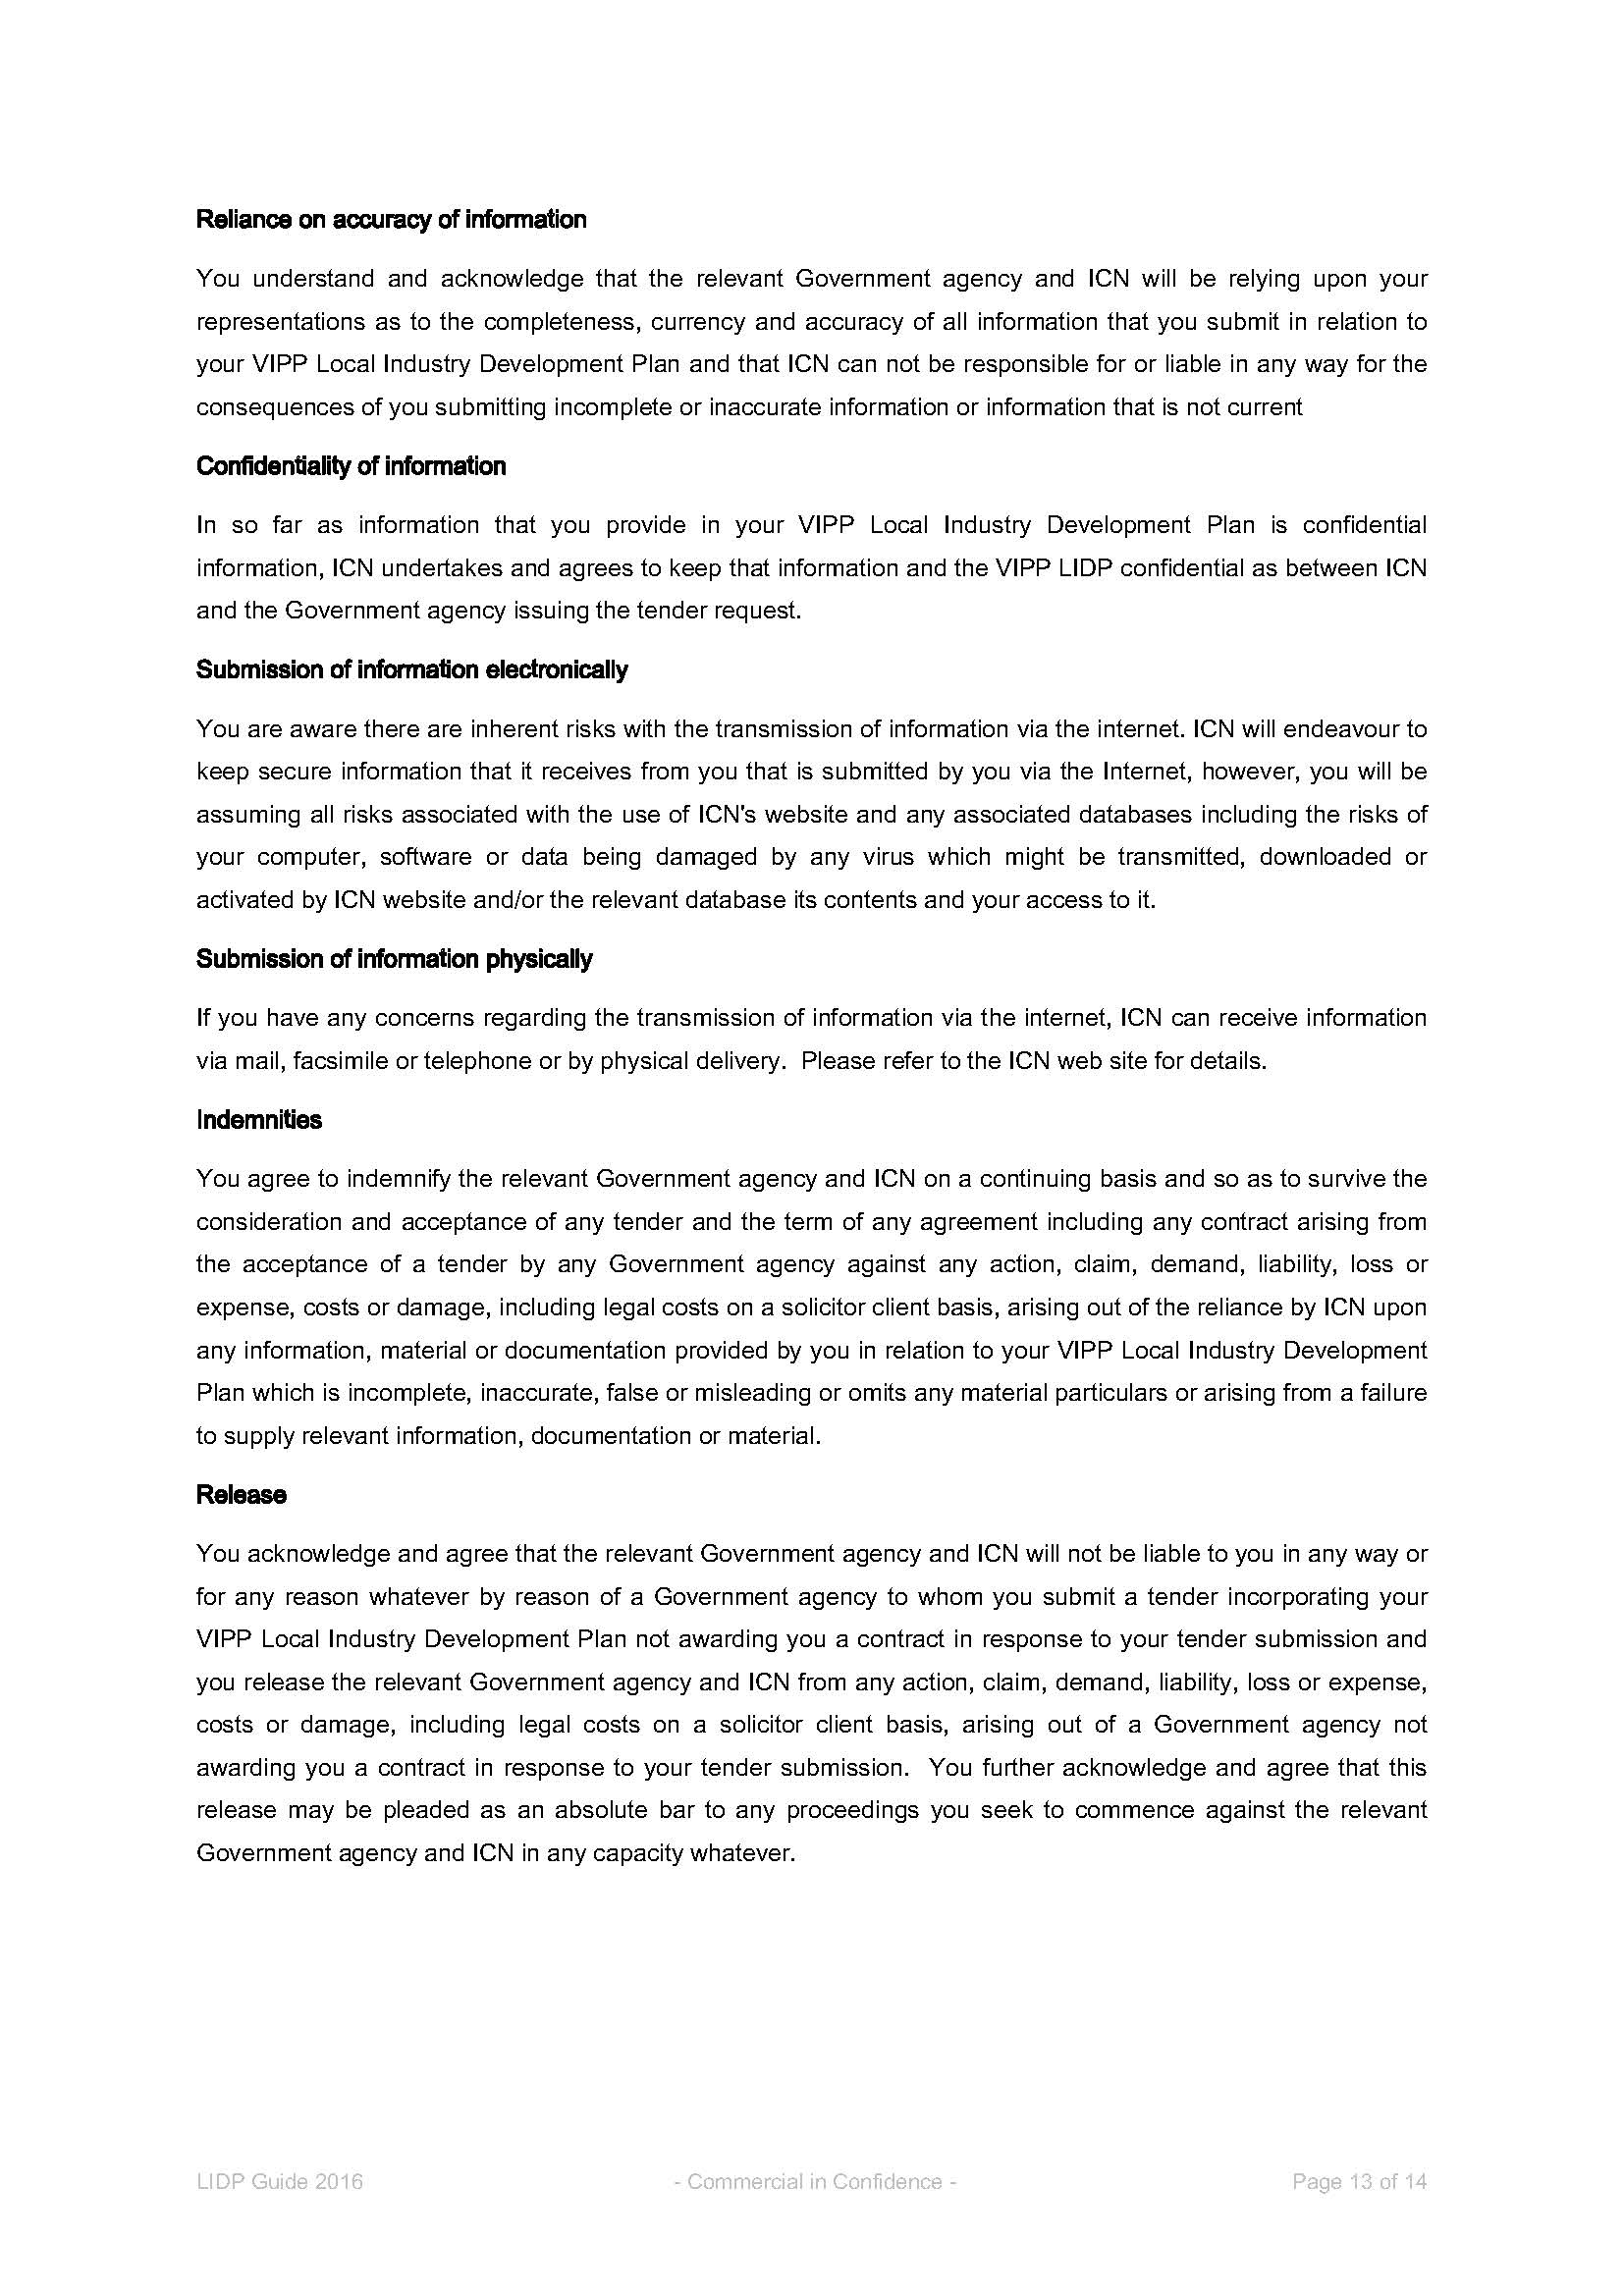 Reliance on accuracy of information
You understand and acknowledge that the relevant Government agency and ICN will be relying upon your
representations as to the completeness, currency and accuracy of all information that you submit in relation to
your VIPP Local Industry Development Plan and that ICN can not be responsible for or liable in any way for the
consequences of you submitting incomplete or inaccurate information or information that is not current
Confidentiality of information
In so far as information that you provide in your VIPP Local Industry Development Plan is confidential
information, ICN undertakes and agrees to keep that information and the VIPP LIDP confidential as between ICN
and the Government agency issuing the tender request.
Submission of information electronically
You are aware there are inherent risks with the transmission of information via the internet. ICN will endeavour to
keep secure information that it receives from you that is submitted by you via the Internet, however, you will be
assuming all risks associated with the use of ICN's website and any associated databases including the risks of
your computer, software or data being damaged by any virus which might be transmitted, downloaded or
activated by ICN website and/or the relevant database its contents and your access to it.
Submission of information physically
If you have any concerns regarding the transmission of information via the internet, ICN can receive information
via mail, facsimile or telephone or by physical delivery.  Please refer to the ICN web site for details.
Indemnities
You agree to indemnify the relevant Government agency and ICN on a continuing basis and so as to survive the
consideration and acceptance of any tender and the term of any agreement including any contract arising from
the acceptance of a tender by any Government agency against any action, claim, demand, liability, loss or
expense, costs or damage, including legal costs on a solicitor client basis, arising out of the reliance by ICN upon
any information, material or documentation provided by you in relation to your VIPP Local Industry Development
Plan which is incomplete, inaccurate, false or misleading or omits any material particulars or arising from a failure
to supply relevant information, documentation or material.
Release
You acknowledge and agree that the relevant Government agency and ICN will not be liable to you in any way or
for any reason whatever by reason of a Government agency to whom you submit a tender incorporating your
VIPP Local Industry Development Plan not awarding you a contract in response to your tender submission and
you release the relevant Government agency and ICN from any action, claim, demand, liability, loss or expense,
costs or damage, including legal costs on a solicitor client basis, arising out of a Government agency not
awarding you a contract in response to your tender submission.  You further acknowledge and agree that this
release may be pleaded as an absolute bar to any proceedings you seek to commence against the relevant
Government agency and ICN in any capacity whatever.
LIDP Guide 2016 - Commercial in Confidence - Page 13 of 14